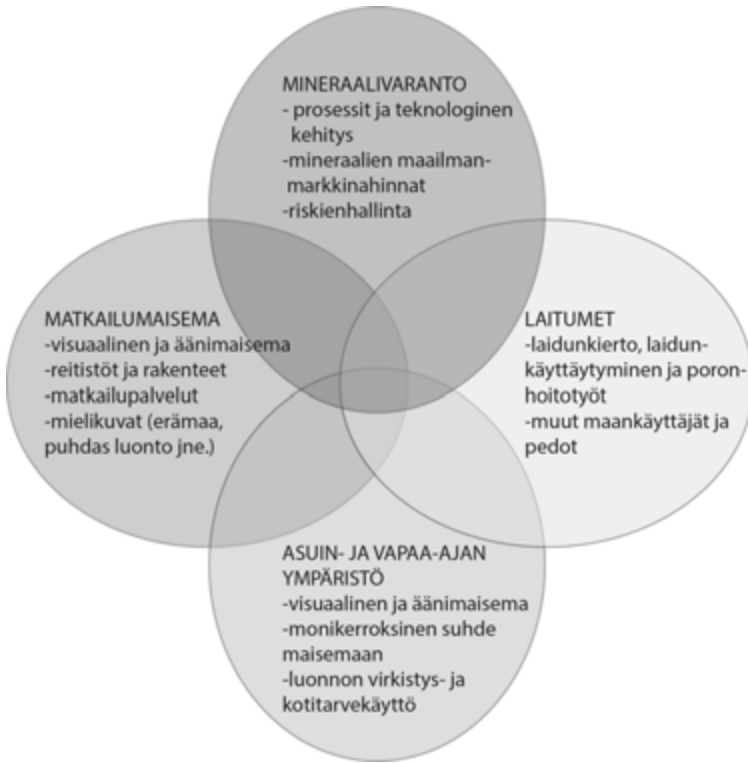 MINERAALIVARANTO
- prosessit ja teknologinen
kehitys
-mineraalien maailman-
markkinahinnat
-riskienhallinta
MATKAILUMAISEMA
-visuaalinen ja äänimaisema
-reitistöt ja rakenteet
-matkailupalvelut
-mielikuvat (erämaa,
puhdas luonto jne.)
LAITUMET
-laidunkierto, laidun-
käyttäytyminen ja poron-
hoitotyöt
-muut maankäyttäjät ja
pedot
ASUIN- JA VAPAA-AJAN
YMPÄRISTÖ
-visuaalinen ja äänimaisema
-monikerroksinen suhde
maisemaan
-luonnon virkistys- ja
kotitarvekäyttö